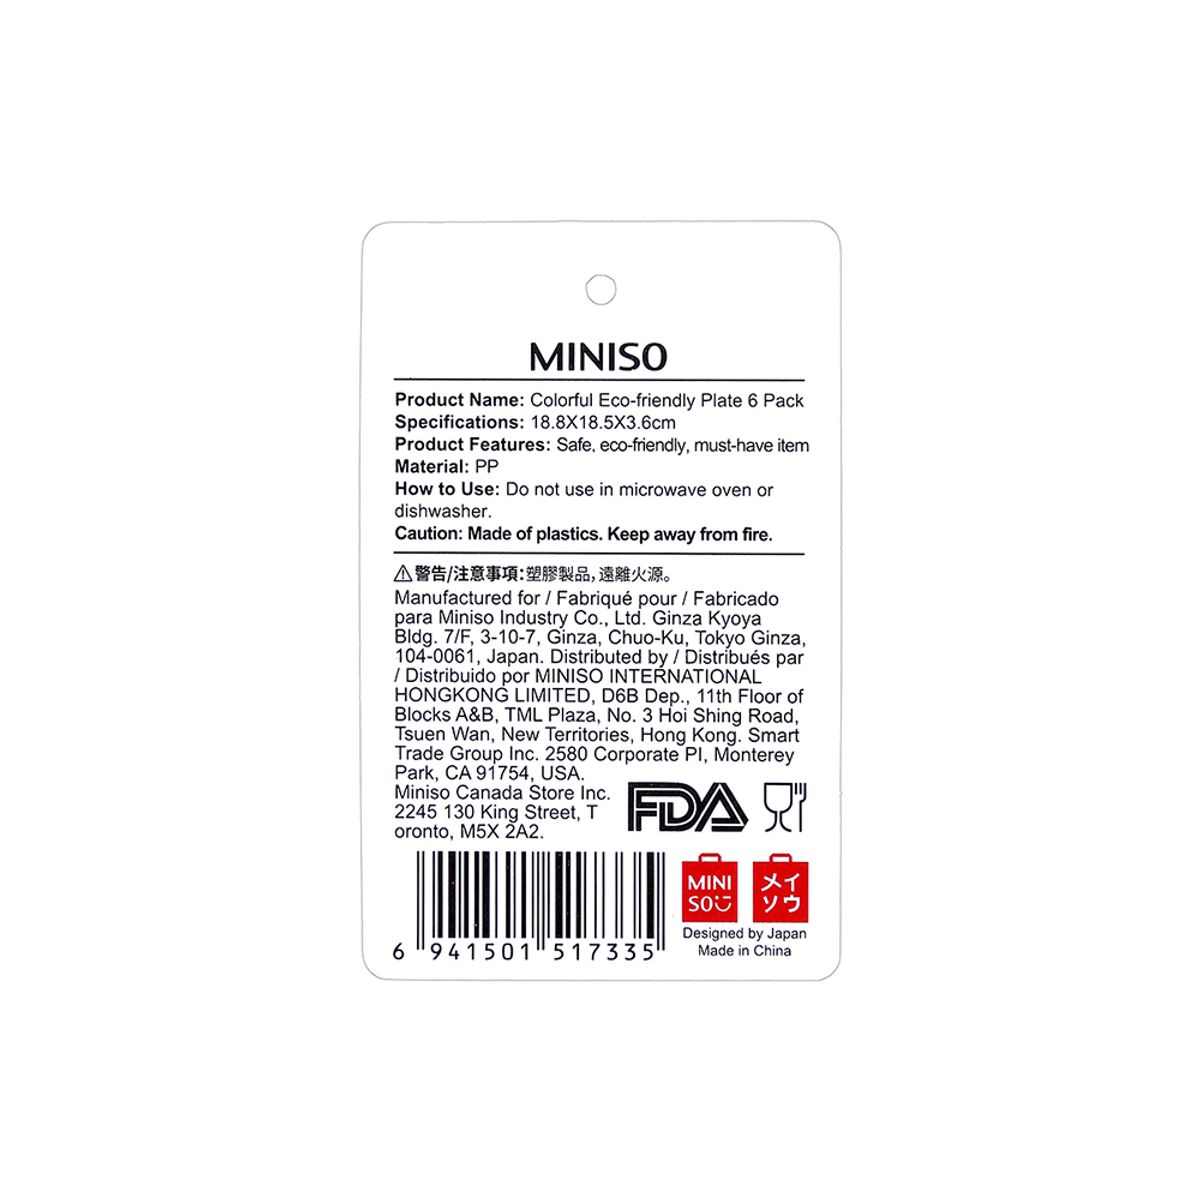 MINISO
Product Name: Colorful Eco-friendly Plate 6 Pack
Specifications: 18.8X18.5X3.6cm
Product Features: Safe, eco-friendly, must-have item
Material: PP
How to Use: Do not use in microwave oven or
dishwasher.
Caution: Made of plastics. Keep away from fire.
⚠警告/注意事項:塑膠製品,遠離火源。
Manufactured for / Fabriqué pour / Fabricado
para Miniso Industry Co., Ltd. Ginza Kyoya
Bldg. 7/F, 3-10-7, Ginza, Chuo-Ku, Tokyo Ginza,
104-0061, Japan. Distributed by / Distribués par
/ Distribuido por MINISO INTERNATIONAL
HONGKONG LIMITED, D6B Dep., 11th Floor of
Blocks A&B, TML Plaza, No. 3 Hoi Shing Road,
Tsuen Wan, New Territories, Hong Kong. Smart
Trade Group Inc. 2580 Corporate Pl, Monterey
Park, CA 91754, USA.
Miniso Canada Store Inc.
2245 130 King Street, T
oronto, M5X 2A2.
FDA
MINI
SO
メイ
ソウ
Designed by Japan
Made in China
6 941501 517335